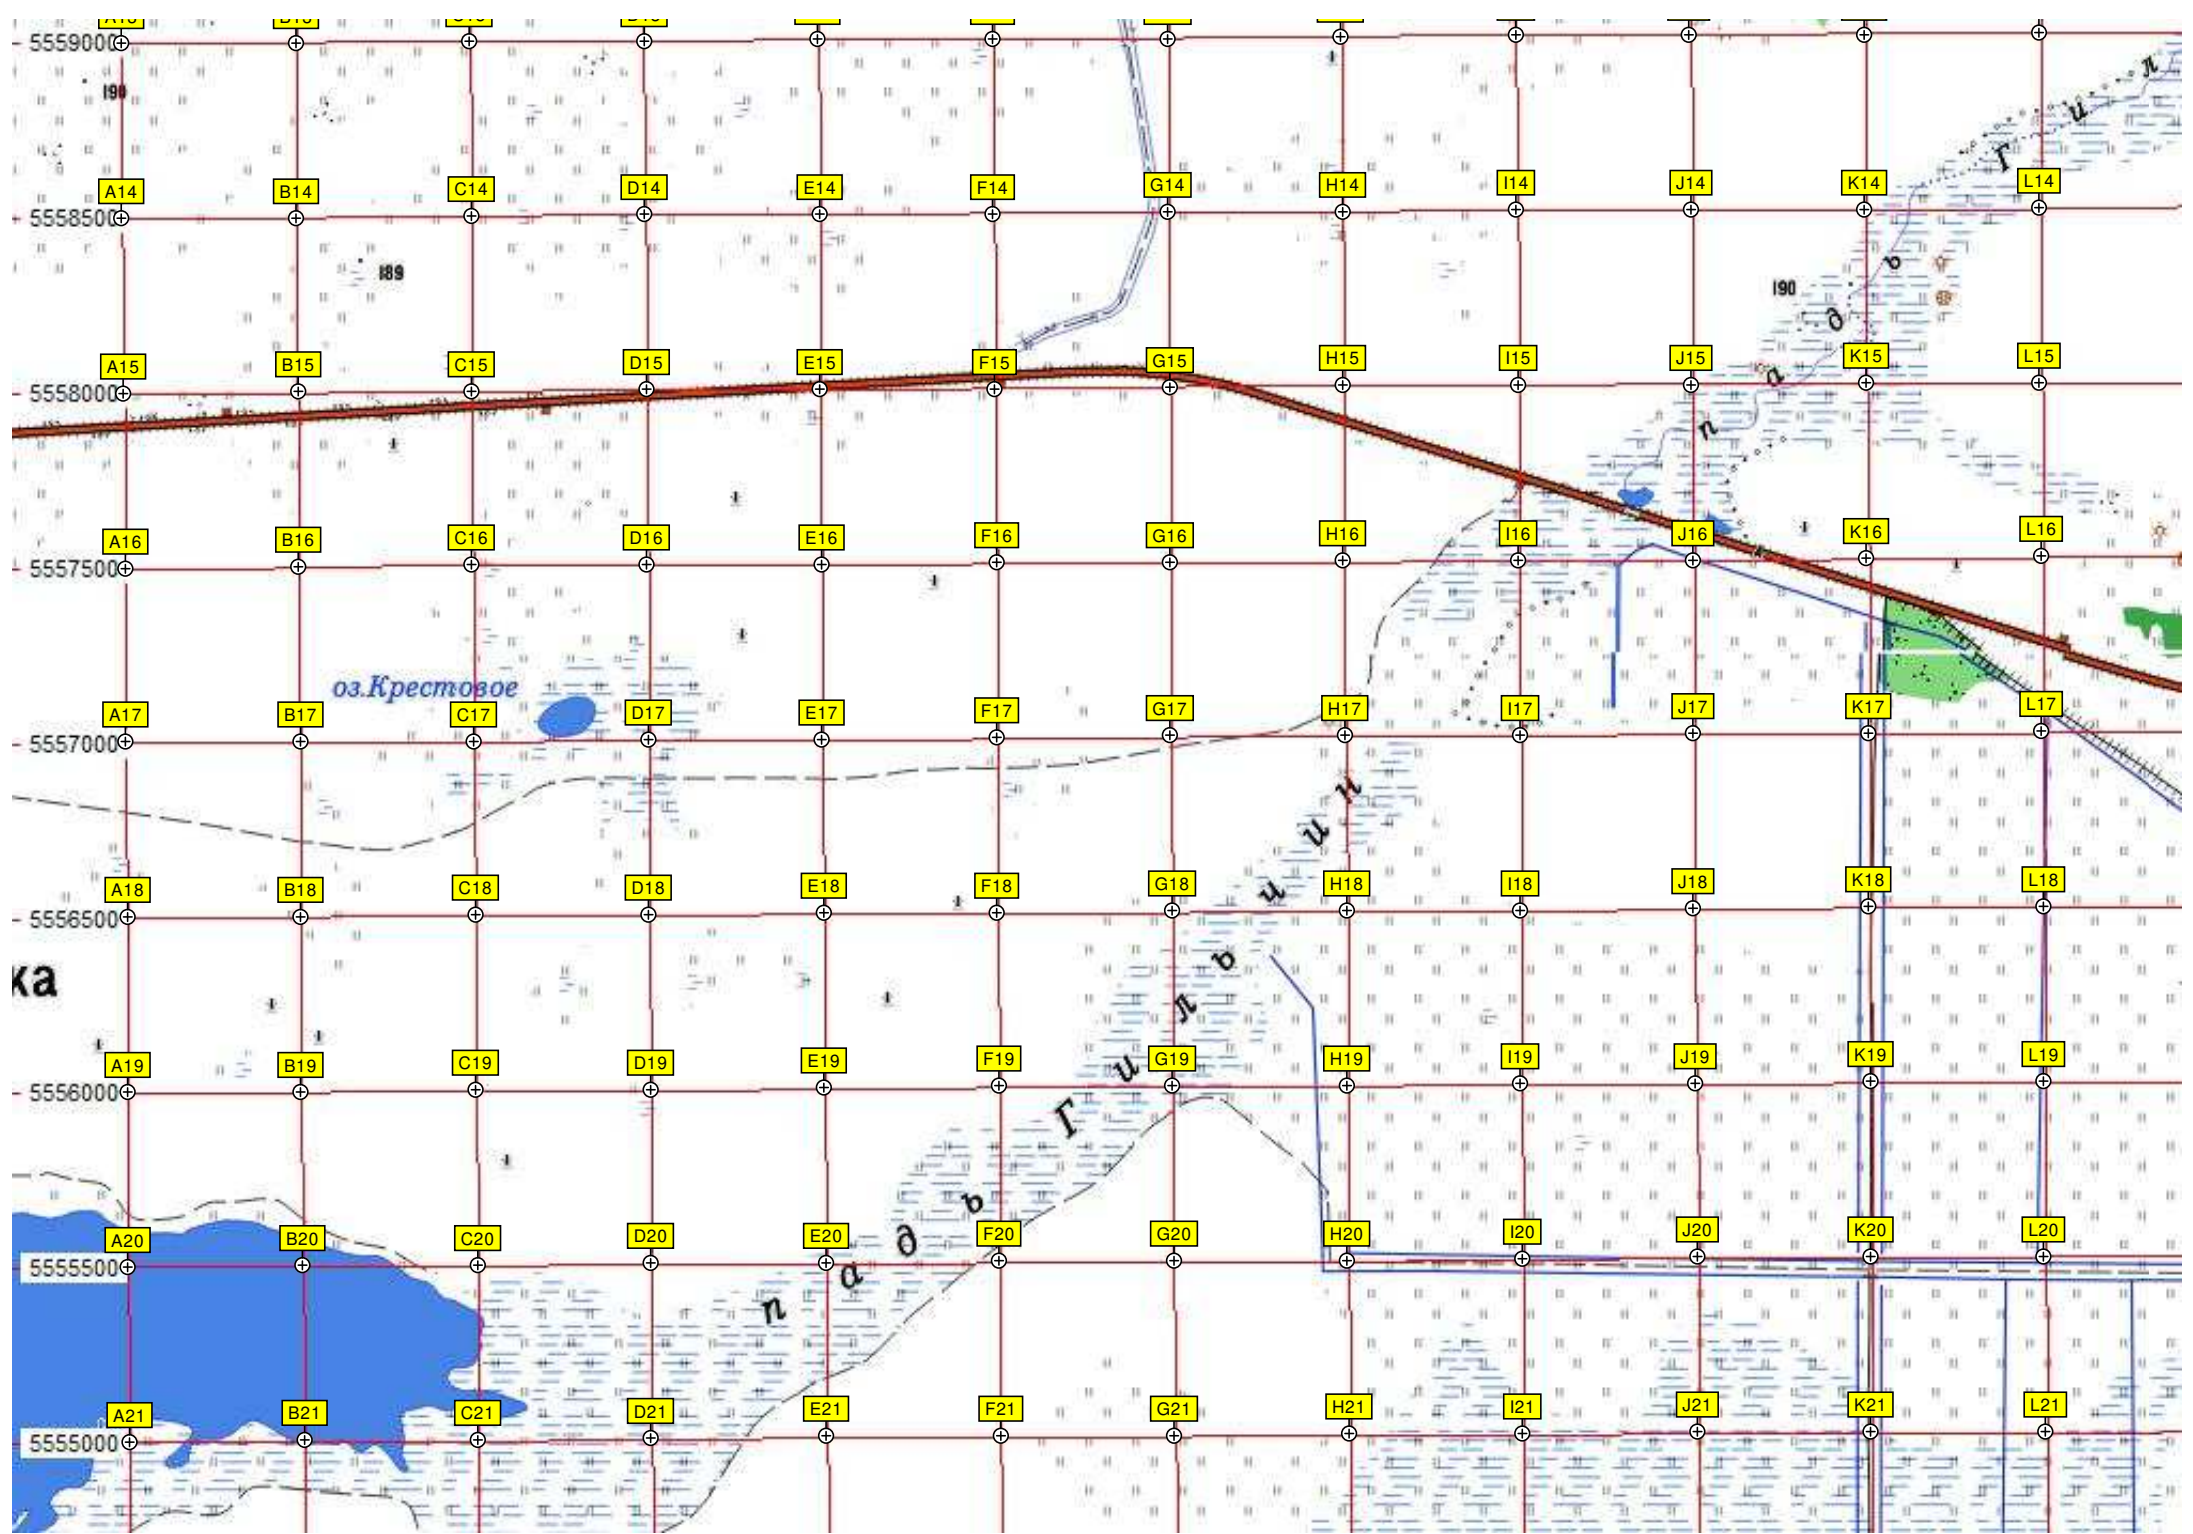 5559000
190
A14 B14 C14 D14 E14 F14 G14 H14 I14 J14 K14 L14
5558500
189
190
A15 B15 C15 D15 E15 F15 G15 H15 I15 J15 K15 L15
5558000
падь Гил
A16 B16 C16 D16 E16 F16 G16 H16 I16 J16 K16 L16
5557500
оз.Крестовое
A17 B17 C17 D17 E17 F17 G17 H17 I17 J17 K17 L17
5557000
A18 B18 C18 D18 E18 F18 G18 H18 I18 J18 K18 L18
5556500
ка
A19 B19 C19 D19 E19 F19 G19 H19 I19 J19 K19 L19
5556000
падь Гильбиин
A20 B20 C20 D20 E20 F20 G20 H20 I20 J20 K20 L20
5555500
A21 B21 C21 D21 E21 F21 G21 H21 I21 J21 K21 L21
5555000